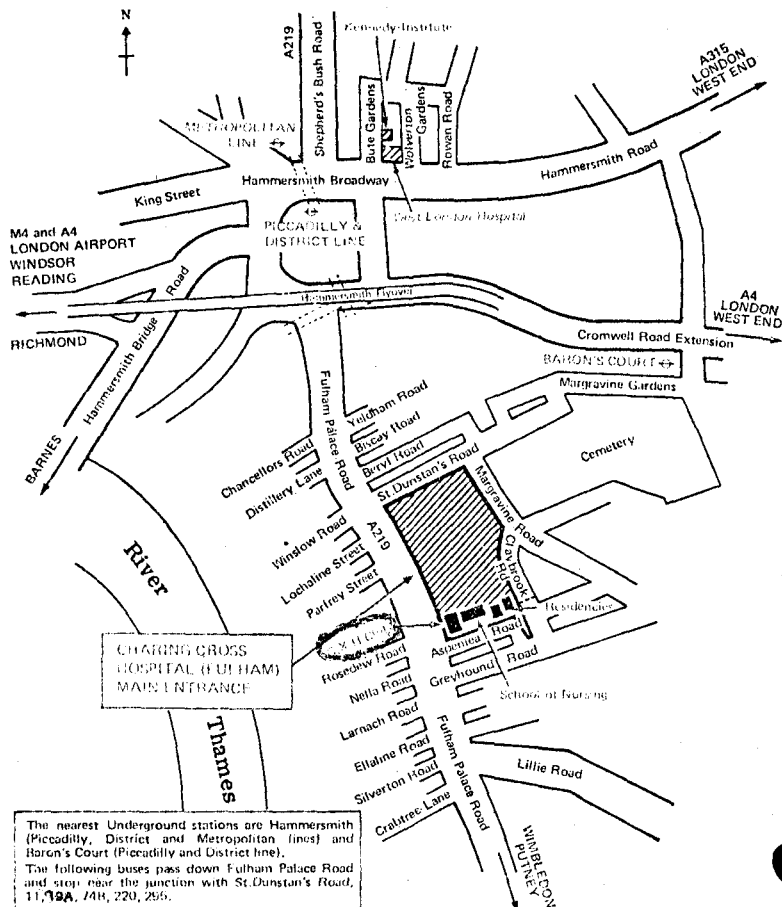 N
A219
Shepherd's Bush Road
Kennedy Institute
Bute Gardens
Wolverton
Gardens
Rowan Road
A315
LONDON
WEST END
METROPOLITAN
LINE
King Street
Hammersmith Broadway
Hammersmith Road
West London Hospital
PICCADILLY &
DISTRICT LINE
M4 and A4
LONDON AIRPORT
WINDSOR
READING
Hammersmith Flyover
RICHMOND
Hammersmith Bridge Road
BARNES
A4
LONDON
WEST END
Cromwell Road Extension
BARON'S COURT
Margravine Gardens
Fulham Palace Road
Yeldham Road
Biscay Road
Beryl Road
St. Dunstan's Road
Chancellors Road
Distillery Lane
Cemetery
Margravine Road
A219
Winslow Road
Lochaline Street
Parfrey Street
Claybrook
Rd
Residencies
River
Thames
CHARING CROSS
HOSPITAL (FULHAM)
MAIN ENTRANCE
Aspenlea Road
Rosedew Road
Greyhound Road
School of Nursing
Nella Road
Larnach Road
Ellaline Road
Silverton Road
Crabtree Lane
Fulham Palace Road
Lillie Road
WIMBLEDON
PUTNEY
The nearest Underground stations are Hammersmith
(Piccadilly, District and Metropolitan lines) and
Baron's Court (Piccadilly and District line).
The following buses pass down Fulham Palace Road
and stop near the junction with St.Dunstan's Road,
11, 220, 295.